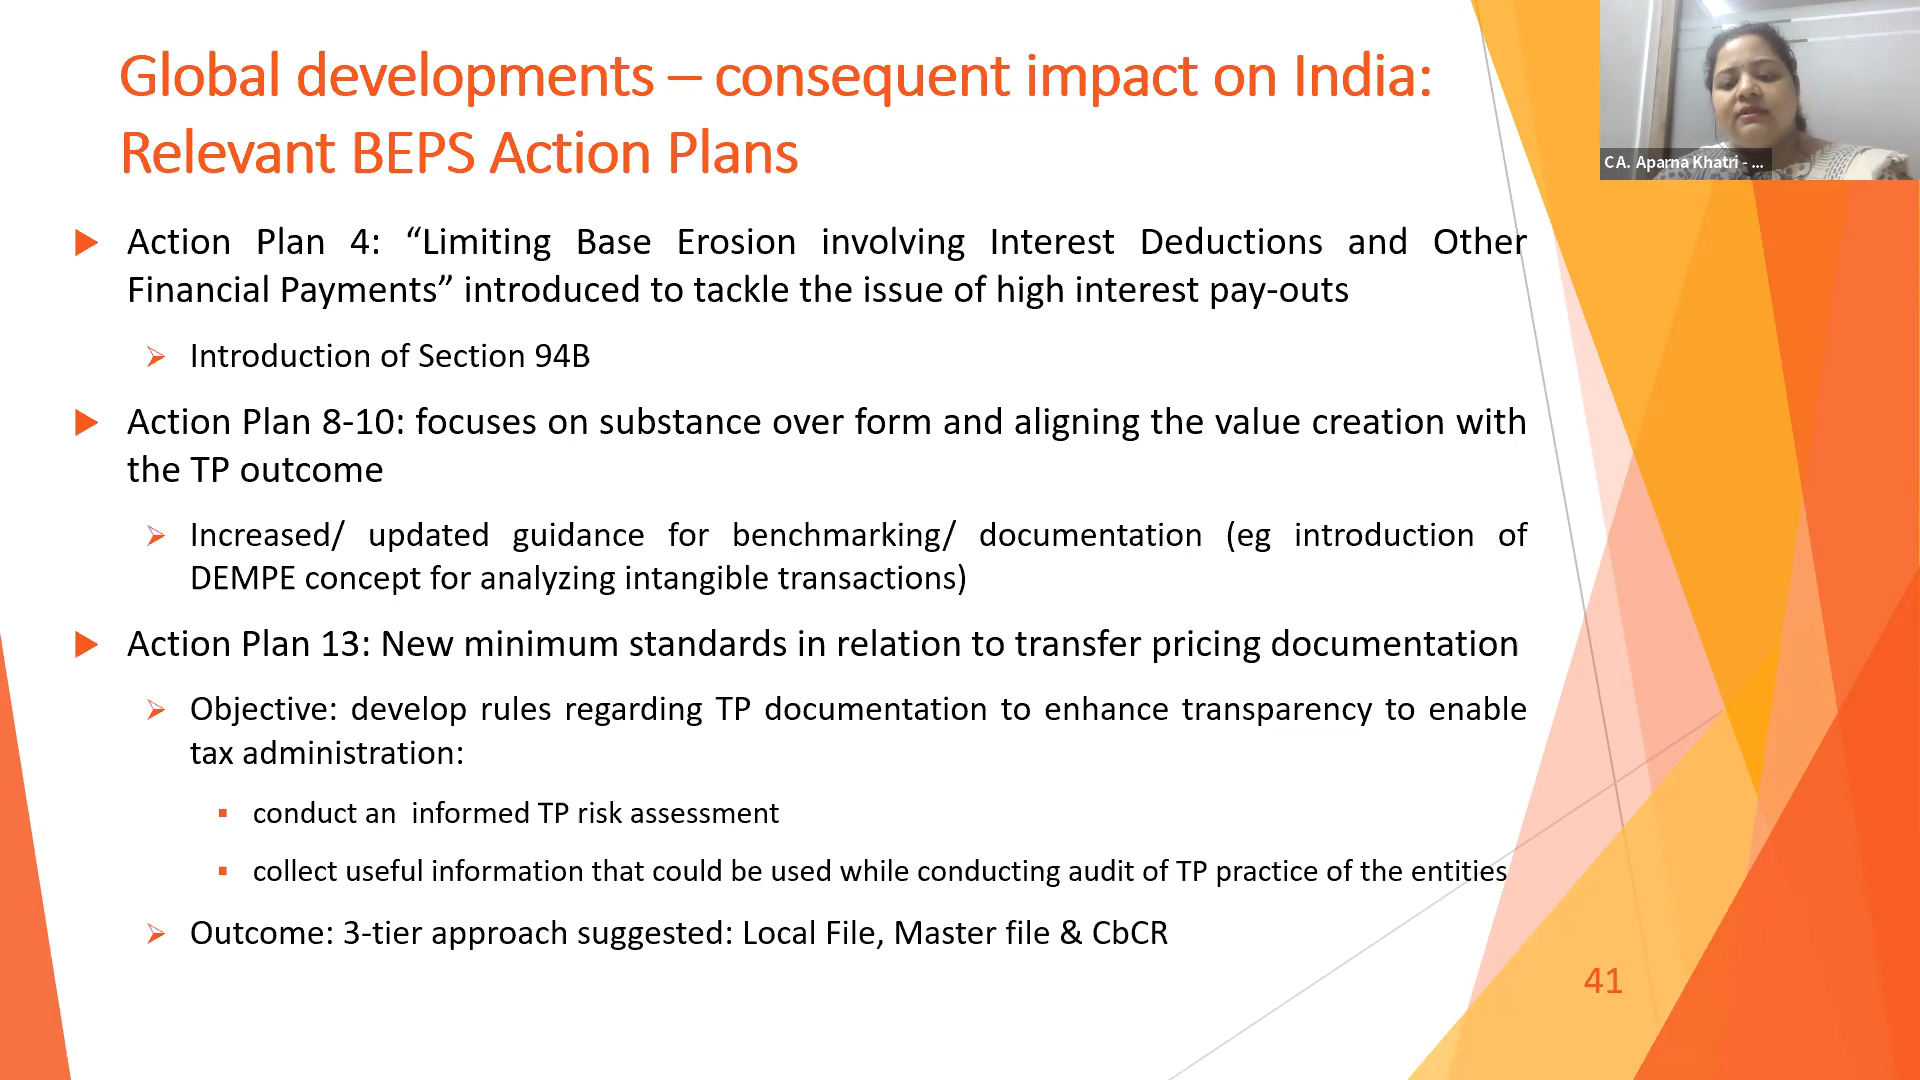 Global developments – consequent impact on India:
Relevant BEPS Action Plans
CA. Aparna Khatri - ...
Action Plan 4: “Limiting Base Erosion involving Interest Deductions and Other
Financial Payments” introduced to tackle the issue of high interest pay-outs
Introduction of Section 94B
Action Plan 8-10: focuses on substance over form and aligning the value creation with
the TP outcome
Increased/ updated guidance for benchmarking/ documentation (eg introduction of
DEMPE concept for analyzing intangible transactions)
Action Plan 13: New minimum standards in relation to transfer pricing documentation
Objective: develop rules regarding TP documentation to enhance transparency to enable
tax administration:
conduct an  informed TP risk assessment
collect useful information that could be used while conducting audit of TP practice of the entities
Outcome: 3-tier approach suggested: Local File, Master file & CbCR
41